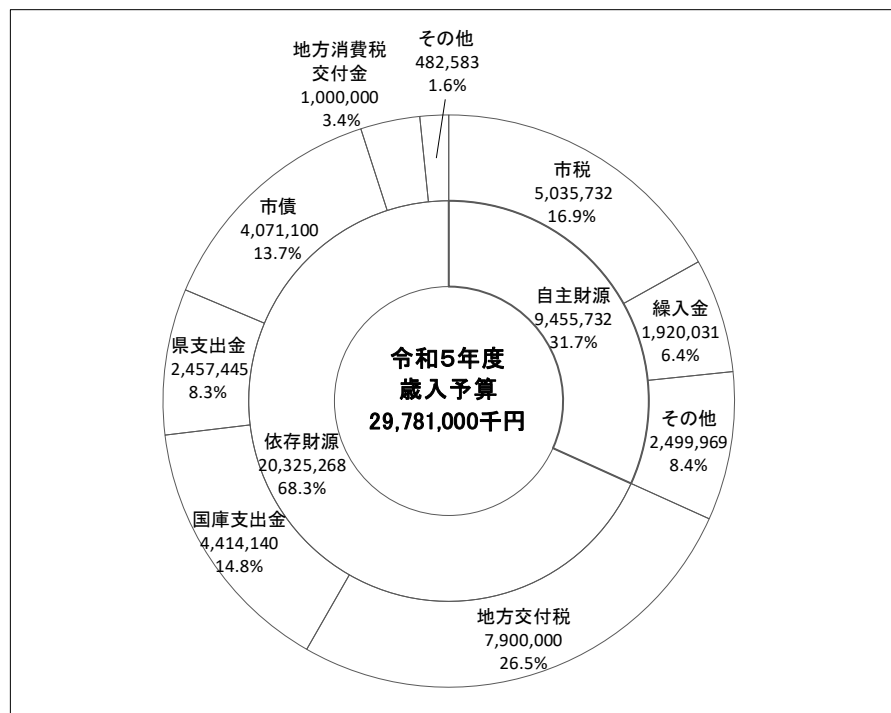 地方消費税
交付金
1,000,000
3.4%
その他
482,583
1.6%
市税
5,035,732
16.9%
市債
4,071,100
13.7%
自主財源
9,455,732
31.7%
繰入金
1,920,031
6.4%
県支出金
2,457,445
8.3%
令和5年度
歳入予算
29,781,000千円
その他
2,499,969
8.4%
依存財源
20,325,268
68.3%
国庫支出金
4,414,140
14.8%
地方交付税
7,900,000
26.5%